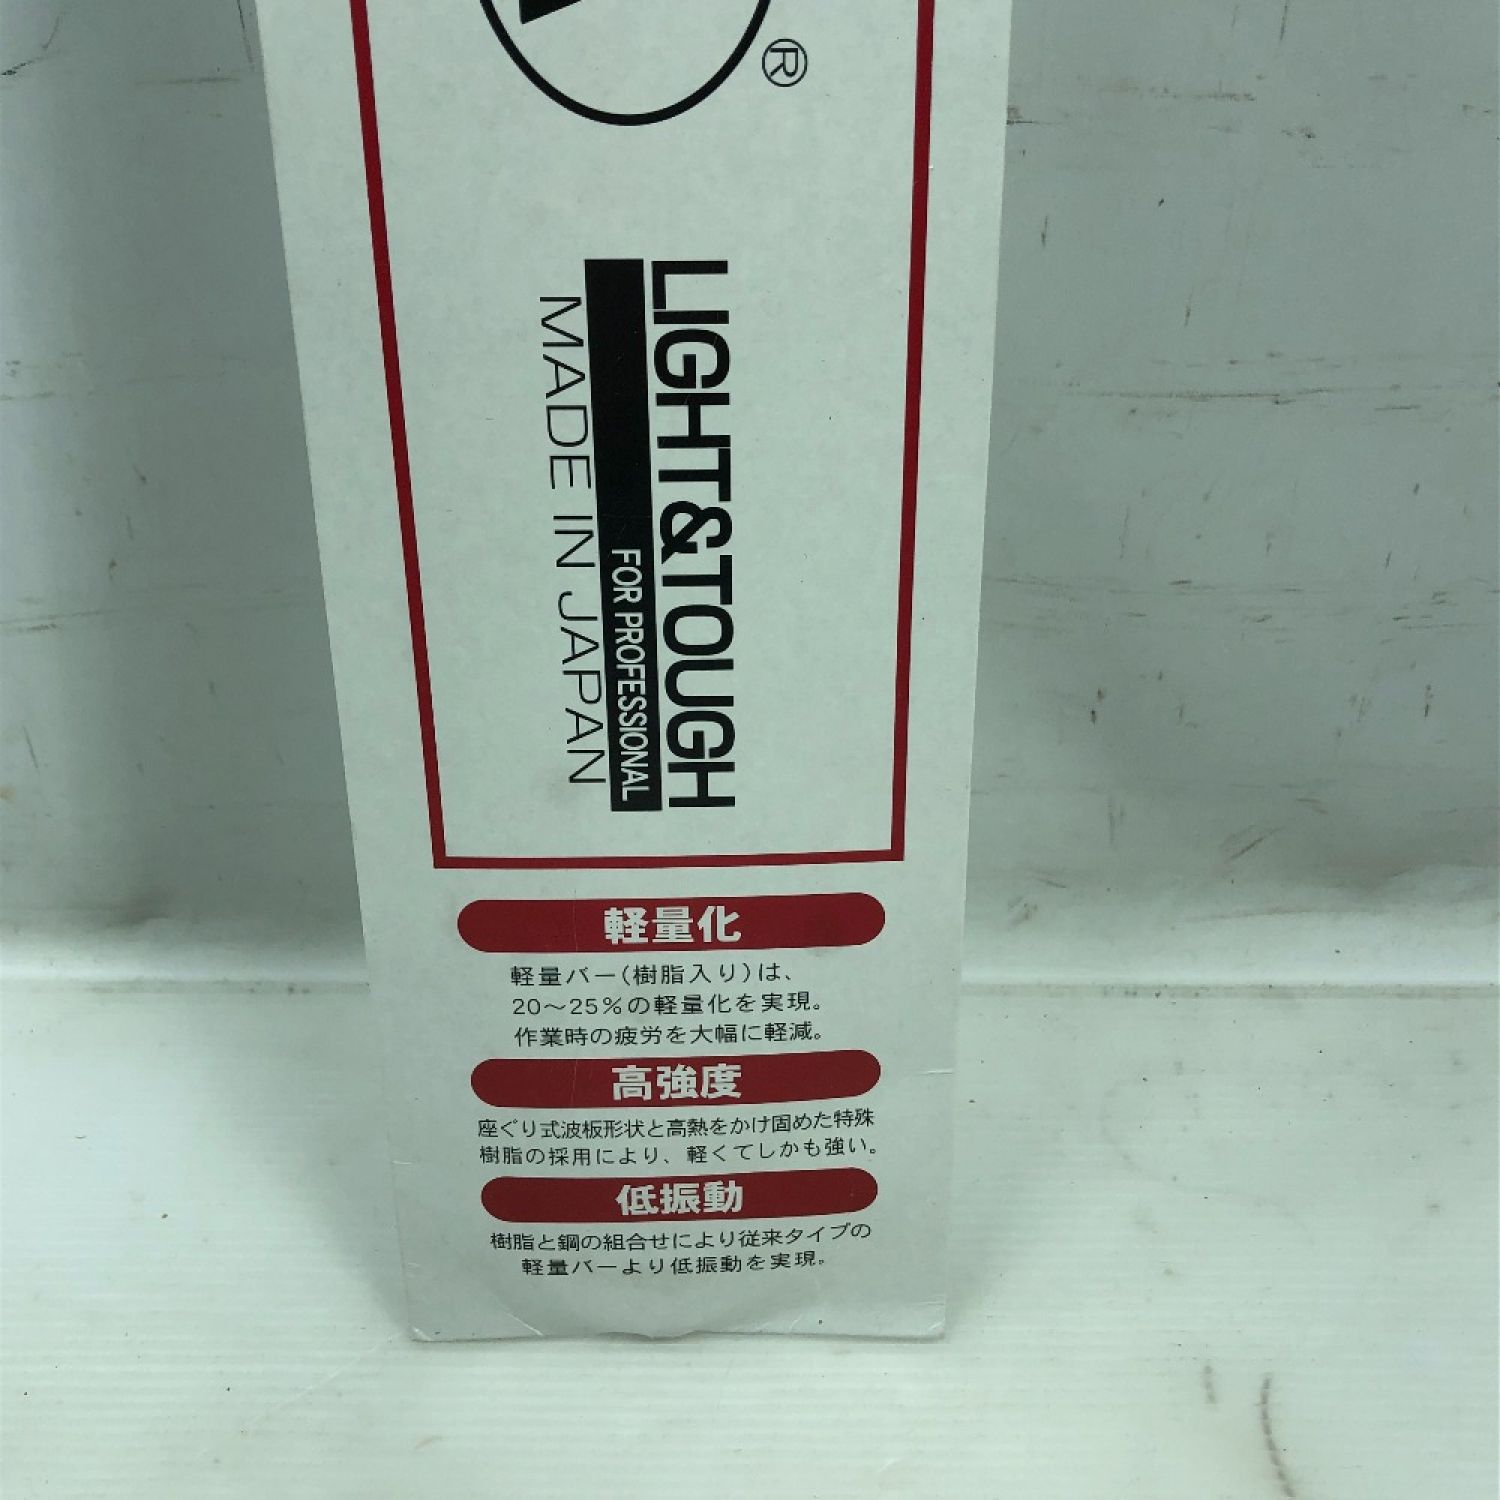 ®
LIGHT&TOUGH
FOR PROFESSIONAL
MADE IN JAPAN
軽量化
軽量バー(樹脂入り)は、
20〜25%の軽量化を実現。
作業時の疲労を大幅に軽減。
高強度
座ぐり式波板形状と高熱をかけ固めた特殊
樹脂の採用により、軽くてしかも強い。
低振動
樹脂と鋼の組合せにより従来タイプの
軽量バーより低振動を実現。